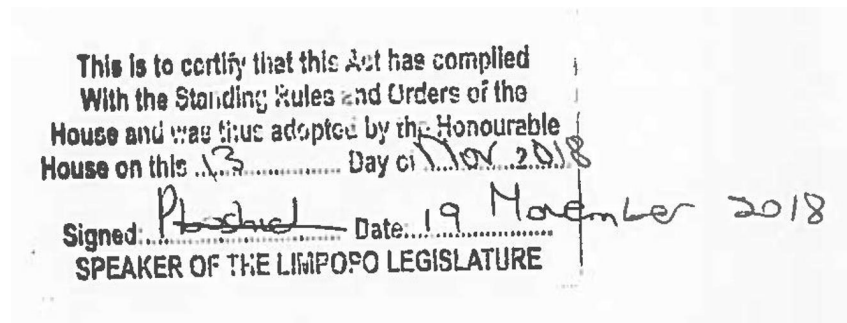 This is to certify that this Act has complied
With the Standing Rules and Orders of the
House and was thus adopted by the Honourable
House on this 13 Day of Nov 2018
Signed: Date: 19 November 2018
SPEAKER OF THE LIMPOPO LEGISLATURE